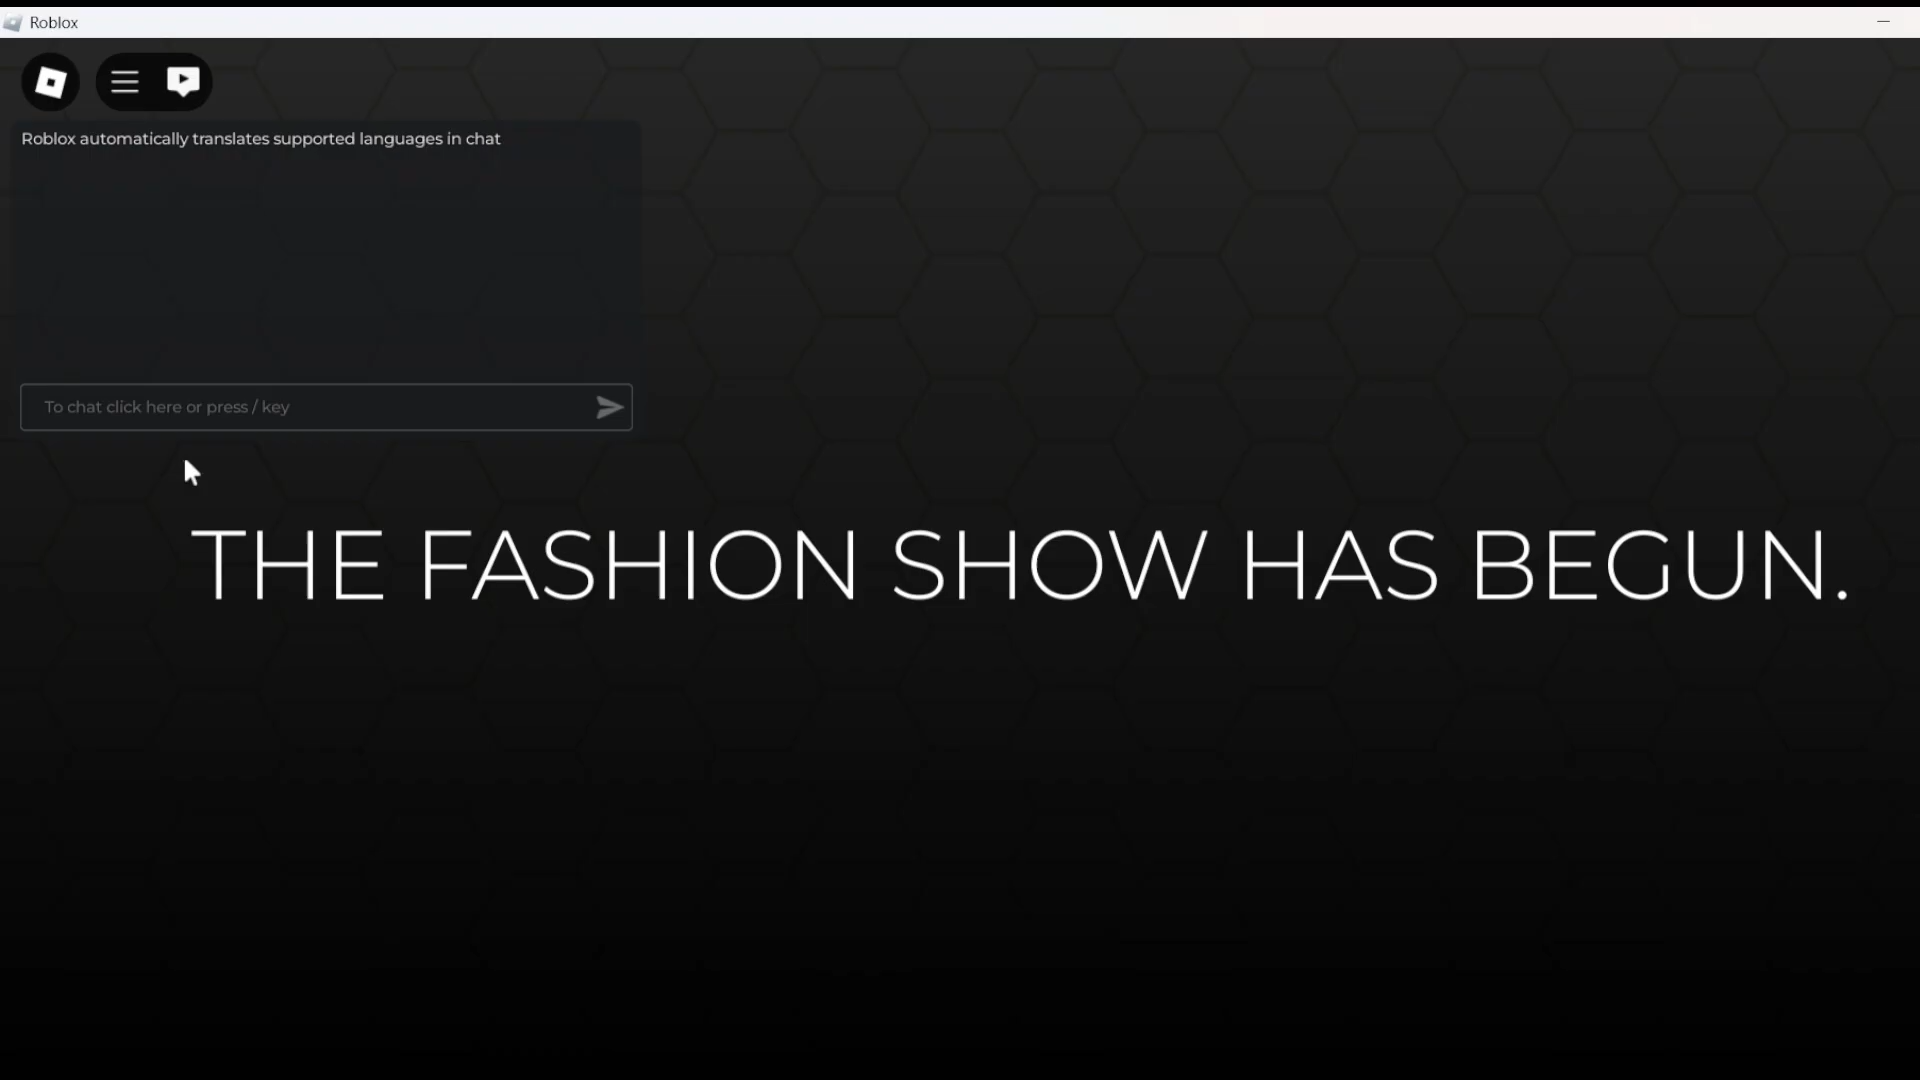 Roblox
Roblox automatically translates supported languages in chat
To chat click here or press / key
THE FASHION SHOW HAS BEGUN.